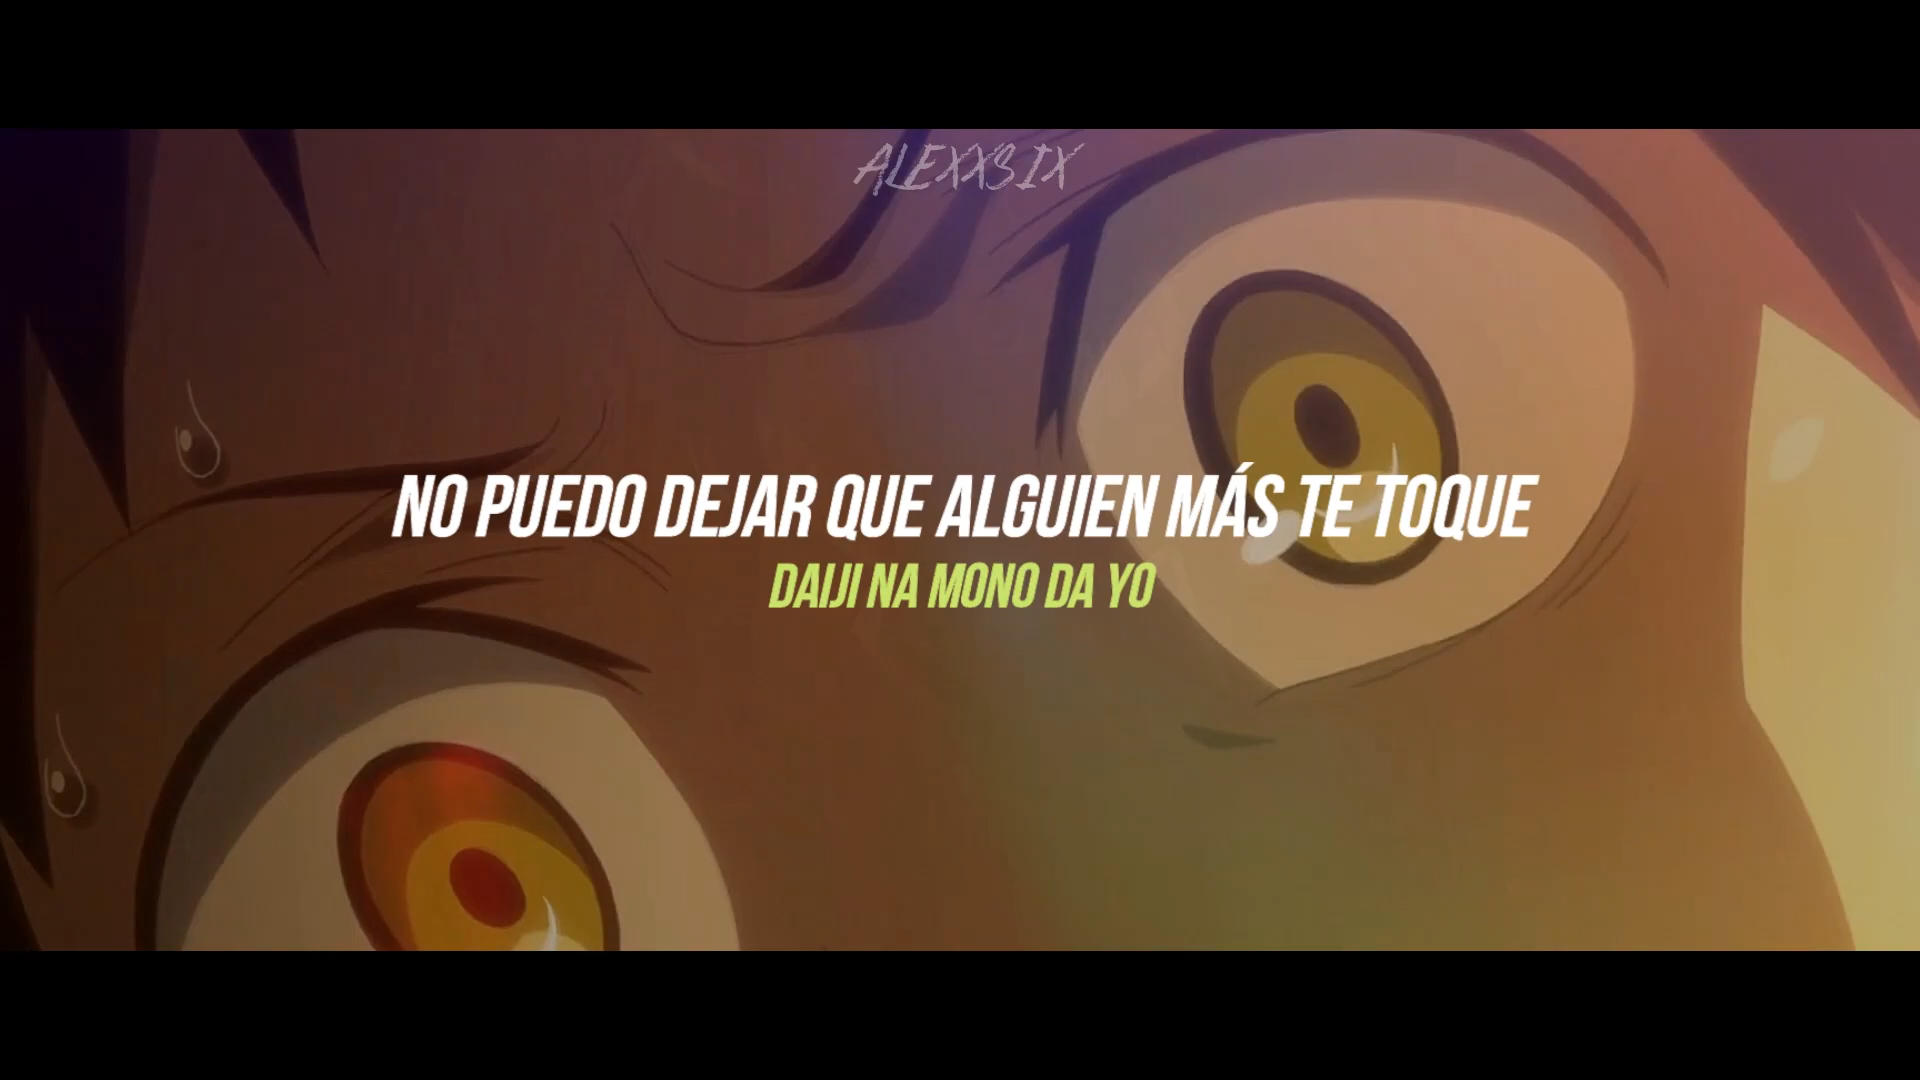 ALEXXSIX
NO PUEDO DEJAR QUE ALGUIEN MÁS TE TOQUE
DAIJI NA MONO DA YO